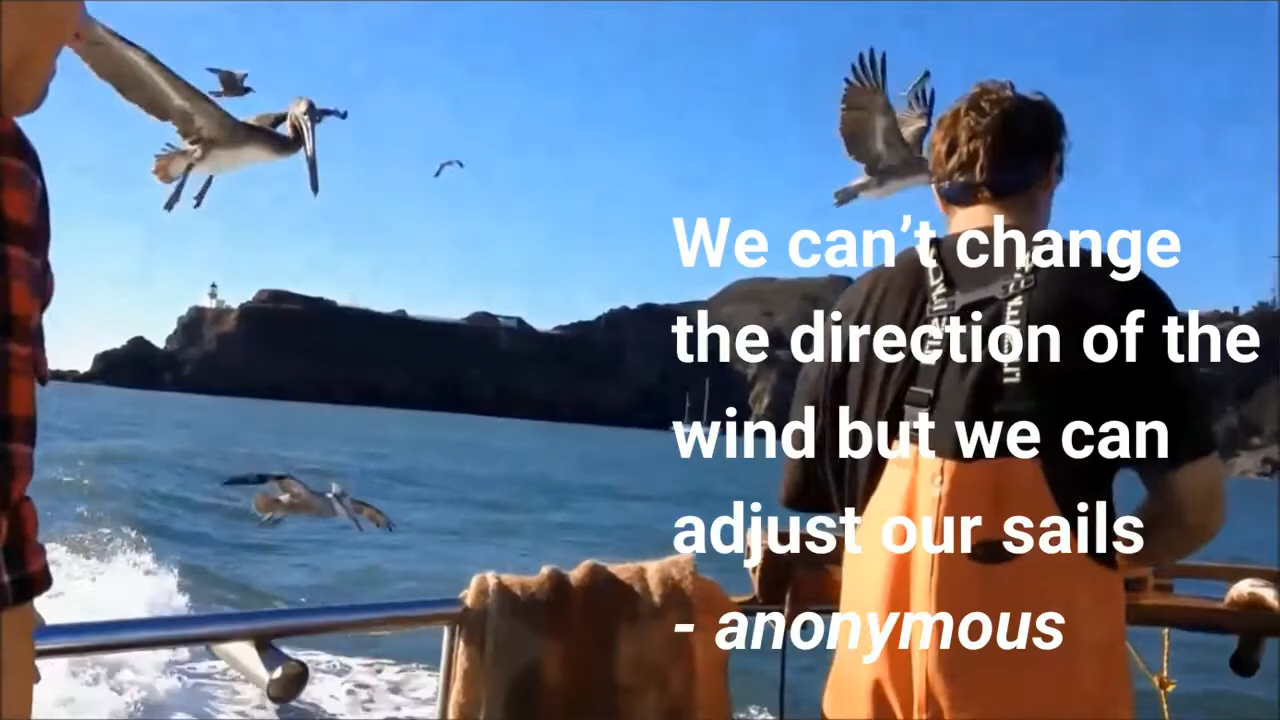 We can’t change
the direction of the
wind but we can
adjust our sails
- anonymous